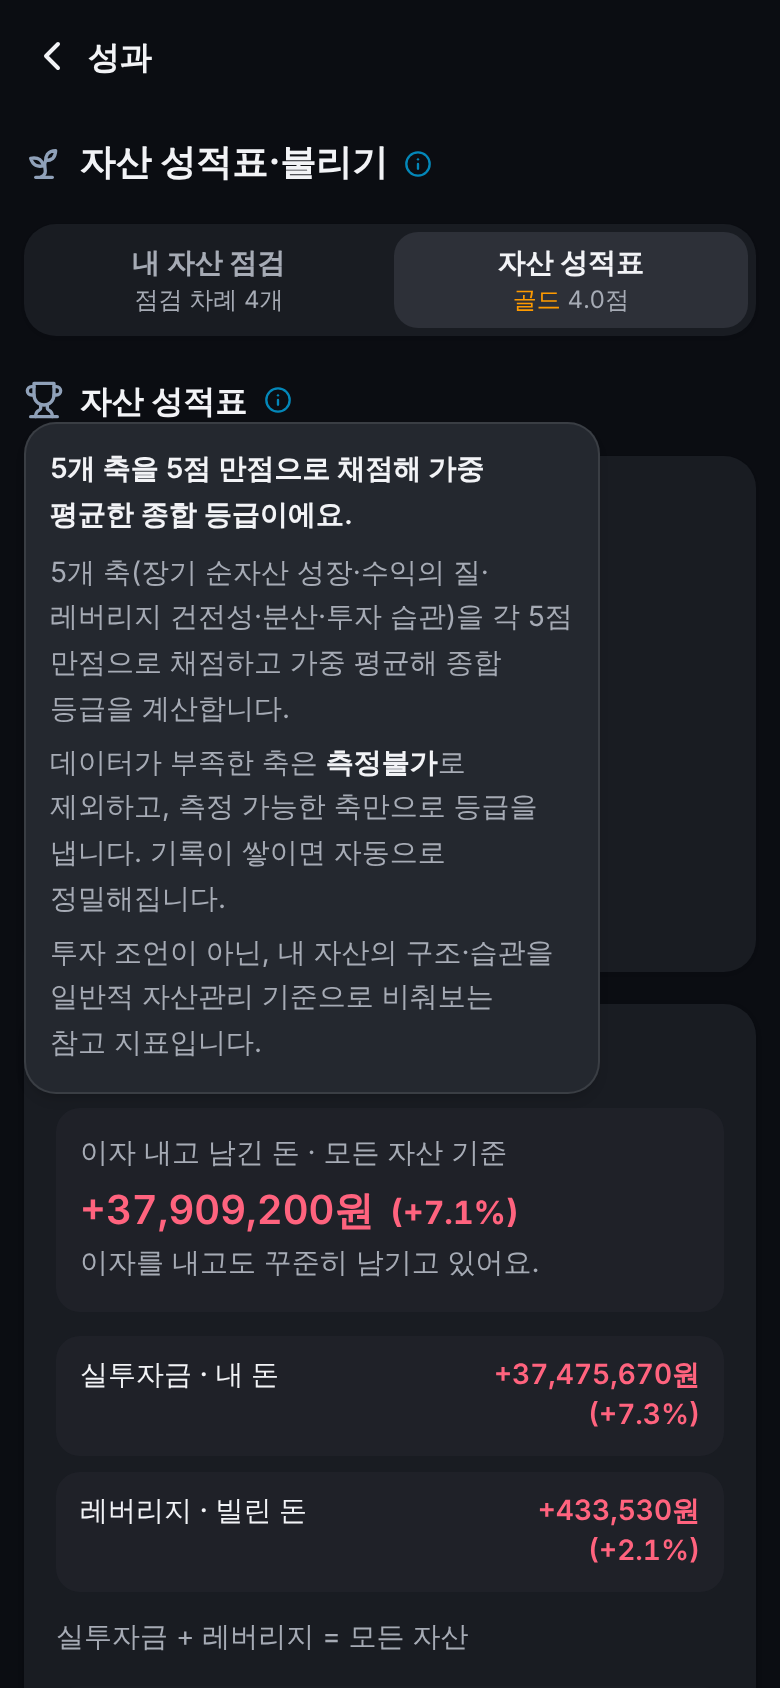 성과
자산 성적표·불리기
내 자산 점검
점검 차례 4개
자산 성적표
골드 4.0점
자산 성적표
5개 축을 5점 만점으로 채점해 가중
평균한 종합 등급이에요.
5개 축(장기 순자산 성장·수익의 질·
레버리지 건전성·분산·투자 습관)을 각 5점
만점으로 채점하고 가중 평균해 종합
등급을 계산합니다.
데이터가 부족한 축은 측정불가로
제외하고, 측정 가능한 축만으로 등급을
냅니다. 기록이 쌓이면 자동으로
정밀해집니다.
투자 조언이 아닌, 내 자산의 구조·습관을
일반적 자산관리 기준으로 비춰보는
참고 지표입니다.
이자 내고 남긴 돈 · 모든 자산 기준
+37,909,200원 (+7.1%)
이자를 내고도 꾸준히 남기고 있어요.
실투자금 · 내 돈
+37,475,670원
(+7.3%)
레버리지 · 빌린 돈
+433,530원
(+2.1%)
실투자금 + 레버리지 = 모든 자산